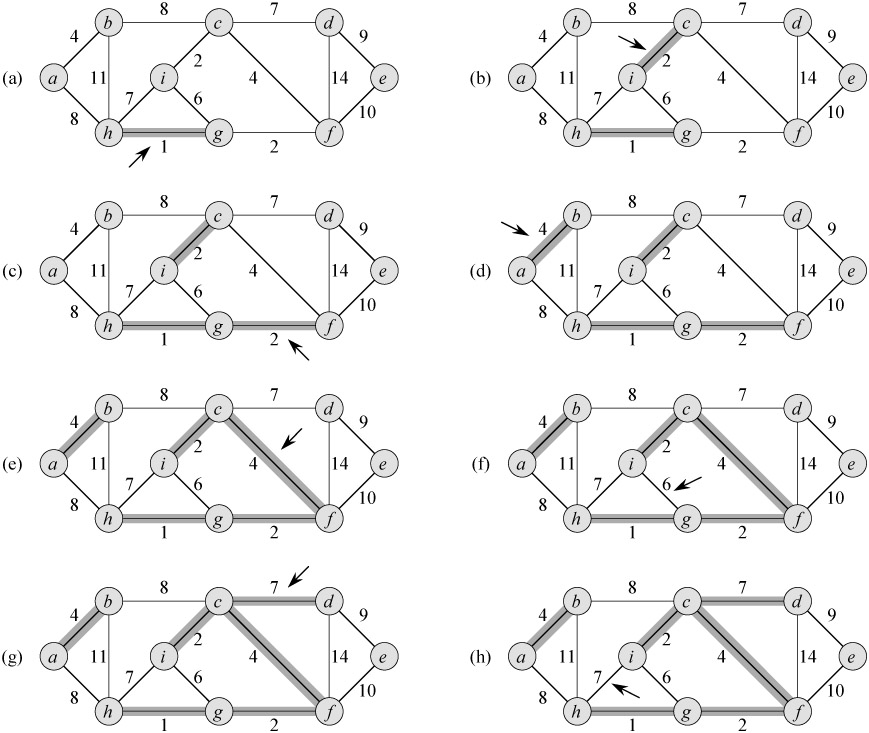 8 7
b c d
4 9
2
(a) a 11 i 4 14 e
7 6
8 10
h g f
1 2
8 7
b c d
4 9
2
(b) a 11 i 4 14 e
7 6
8 10
h g f
1 2
8 7
b c d
4 9
2
(c) a 11 i 4 14 e
7 6
8 10
h g f
1 2
8 7
b c d
4 9
2
(d) a 11 i 4 14 e
7 6
8 10
h g f
1 2
8 7
b c d
4 9
2
(e) a 11 i 4 14 e
7 6
8 10
h g f
1 2
8 7
b c d
4 9
2
(f) a 11 i 4 14 e
7 6
8 10
h g f
1 2
8 7
b c d
4 9
2
(g) a 11 i 4 14 e
7 6
8 10
h g f
1 2
8 7
b c d
4 9
2
(h) a 11 i 4 14 e
7 6
8 10
h g f
1 2